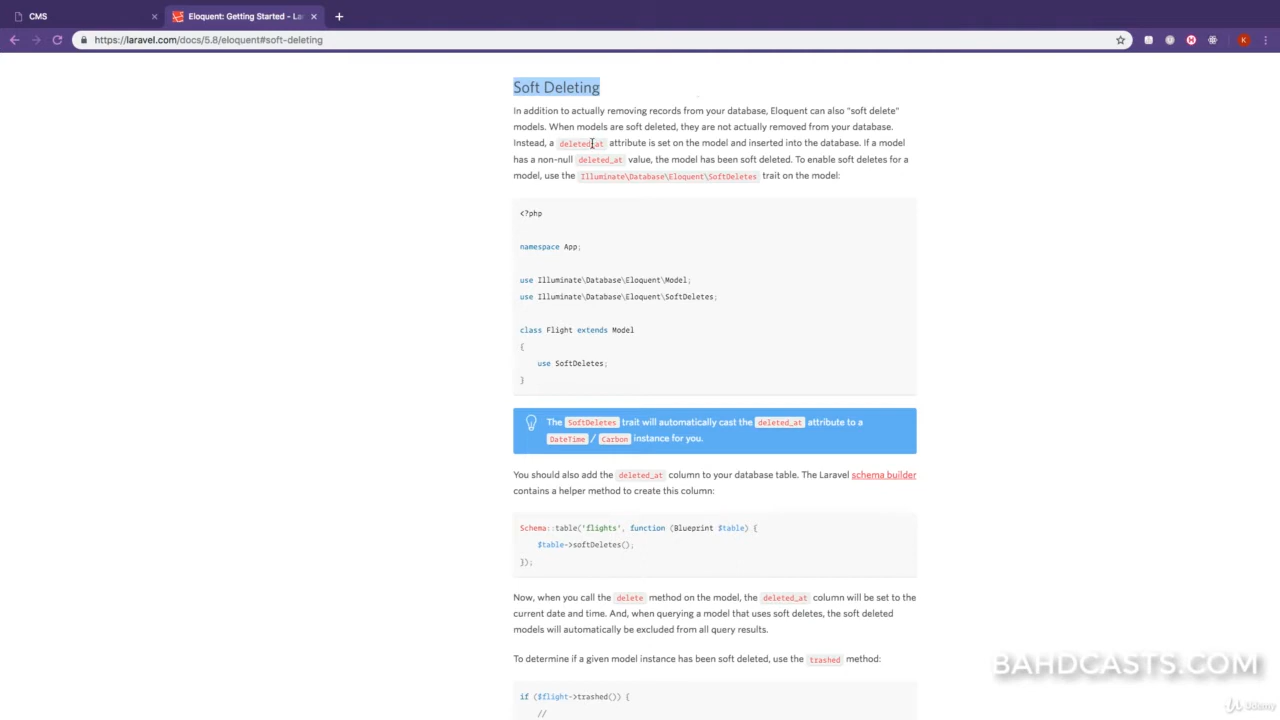 CMS
Eloquent: Getting Started - La
https://laravel.com/docs/5.8/eloquent#soft-deleting
K
Soft Deleting
In addition to actually removing records from your database, Eloquent can also "soft delete"
models. When models are soft deleted, they are not actually removed from your database.
Instead, a deleted_at attribute is set on the model and inserted into the database. If a model
has a non-null deleted_at value, the model has been soft deleted. To enable soft deletes for a
model, use the Illuminate\Database\Eloquent\SoftDeletes trait on the model:
<?php
namespace App;
use Illuminate\Database\Eloquent\Model;
use Illuminate\Database\Eloquent\SoftDeletes;
class Flight extends Model
{
use SoftDeletes;
}
The SoftDeletes trait will automatically cast the deleted_at attribute to a
DateTime / Carbon instance for you.
You should also add the deleted_at column to your database table. The Laravel schema builder
contains a helper method to create this column:
Schema::table('flights', function (Blueprint $table) {
$table->softDeletes();
});
Now, when you call the delete method on the model, the deleted_at column will be set to the
current date and time. And, when querying a model that uses soft deletes, the soft deleted
models will automatically be excluded from all query results.
To determine if a given model instance has been soft deleted, use the trashed method:
if ($flight->trashed()) {
//
BAHDCASTS.COM
Udemy